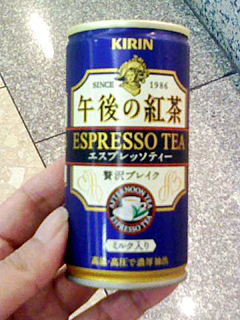 KIRIN
SINCE 1986
午後の紅茶
ESPRESSO TEA
エスプレッソティー
贅沢ブレイク
AFTERNOON TEA
ESPRESSO TEA
ミルク入り
高温・高圧で濃厚抽出